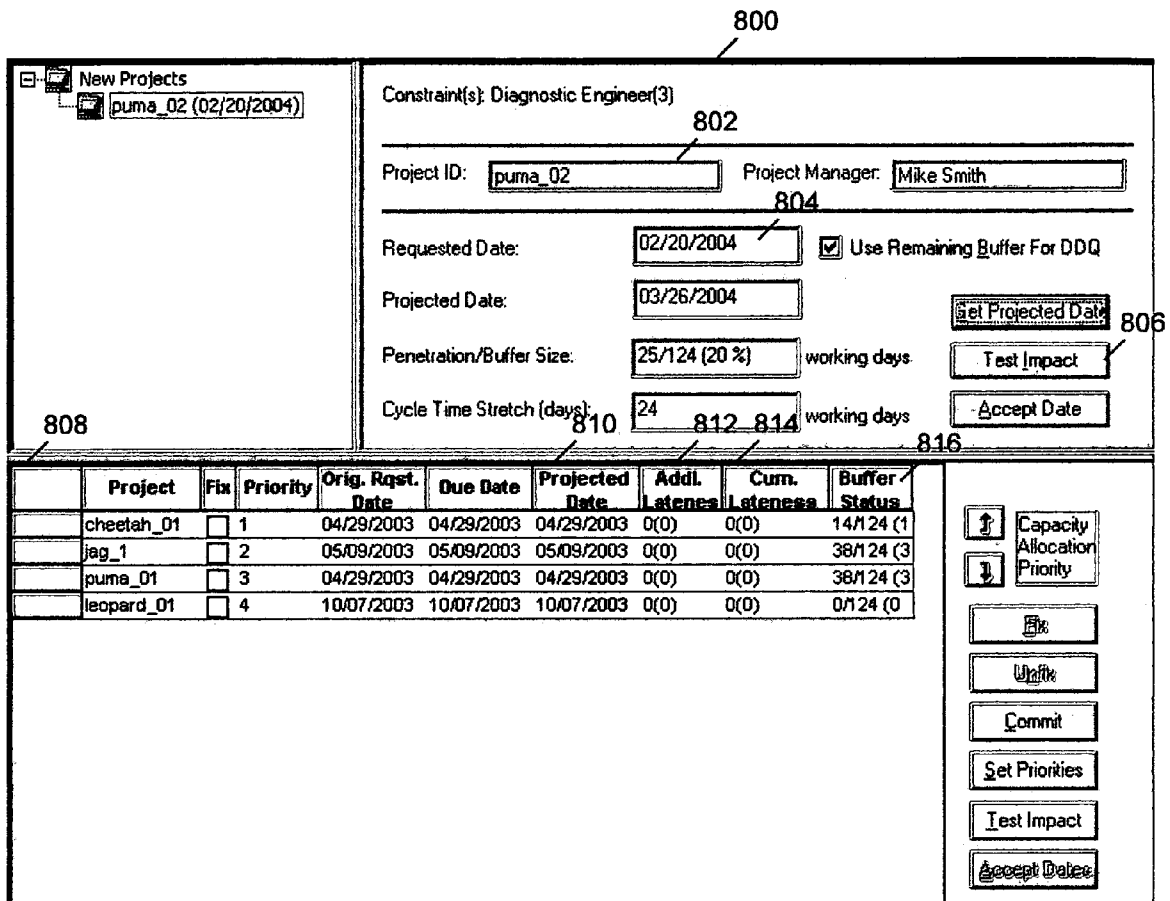 800
New Projects
puma_02 (02/20/2004)
Constraint(s): Diagnostic Engineer(3)
802
Project ID: puma_02 Project Manager: Mike Smith
804
Requested Date: 02/20/2004 Use Remaining Buffer For DDQ
Projected Date: 03/26/2004
Get Projected Date
806
Penetration/Buffer Size: 25/124 (20 %) working days
Test Impact
Cycle Time Stretch (days): 24 working days
Accept Date
808 810 812 814 816
Project Fix Priority Orig. Rqst. Date Due Date Projected Date Addl. Latenes Cum. Lateness Buffer Status
cheetah_01 1 04/29/2003 04/29/2003 04/29/2003 0(0) 0(0) 14/124 (1
jag_1 2 05/09/2003 05/09/2003 05/09/2003 0(0) 0(0) 38/124 (3
puma_01 3 04/29/2003 04/29/2003 04/29/2003 0(0) 0(0) 38/124 (3
leopard_01 4 10/07/2003 10/07/2003 10/07/2003 0(0) 0(0) 0/124 (0
Capacity
Allocation
Priority
Fix
Unfix
Commit
Set Priorities
Test Impact
Accept Dates